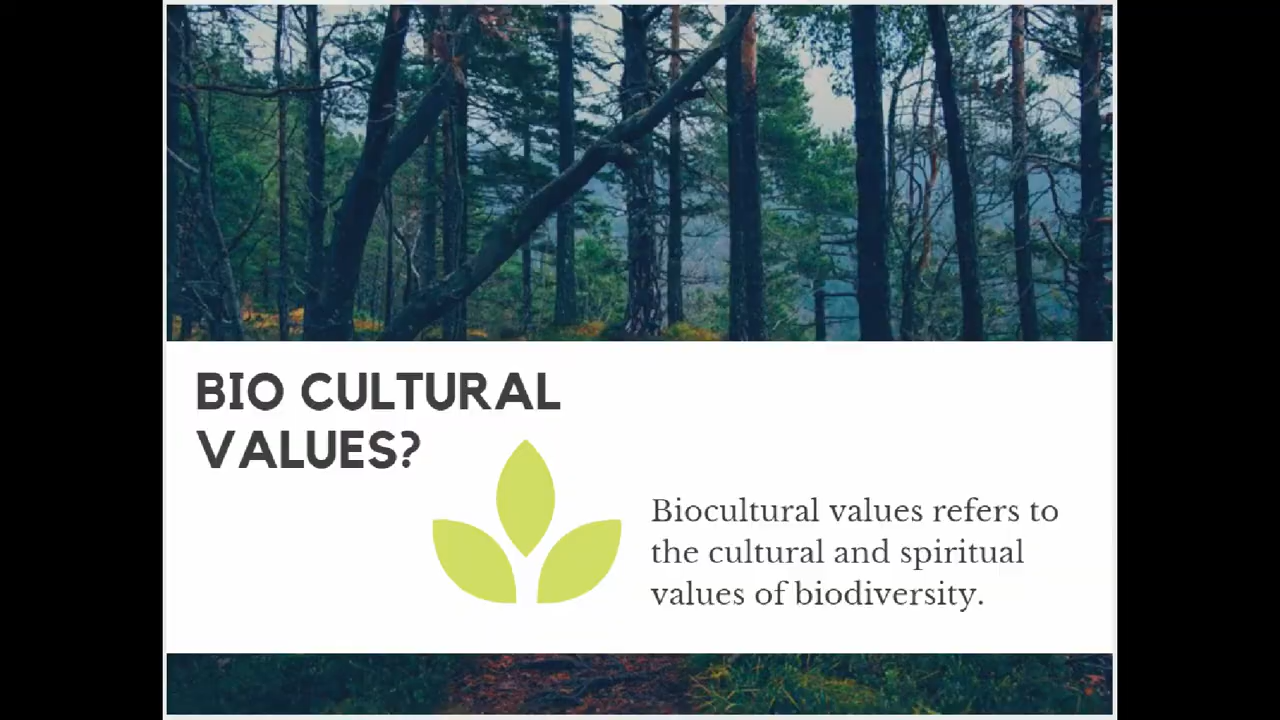 BIO CULTURAL
VALUES?
Biocultural values refers to
the cultural and spiritual
values of biodiversity.